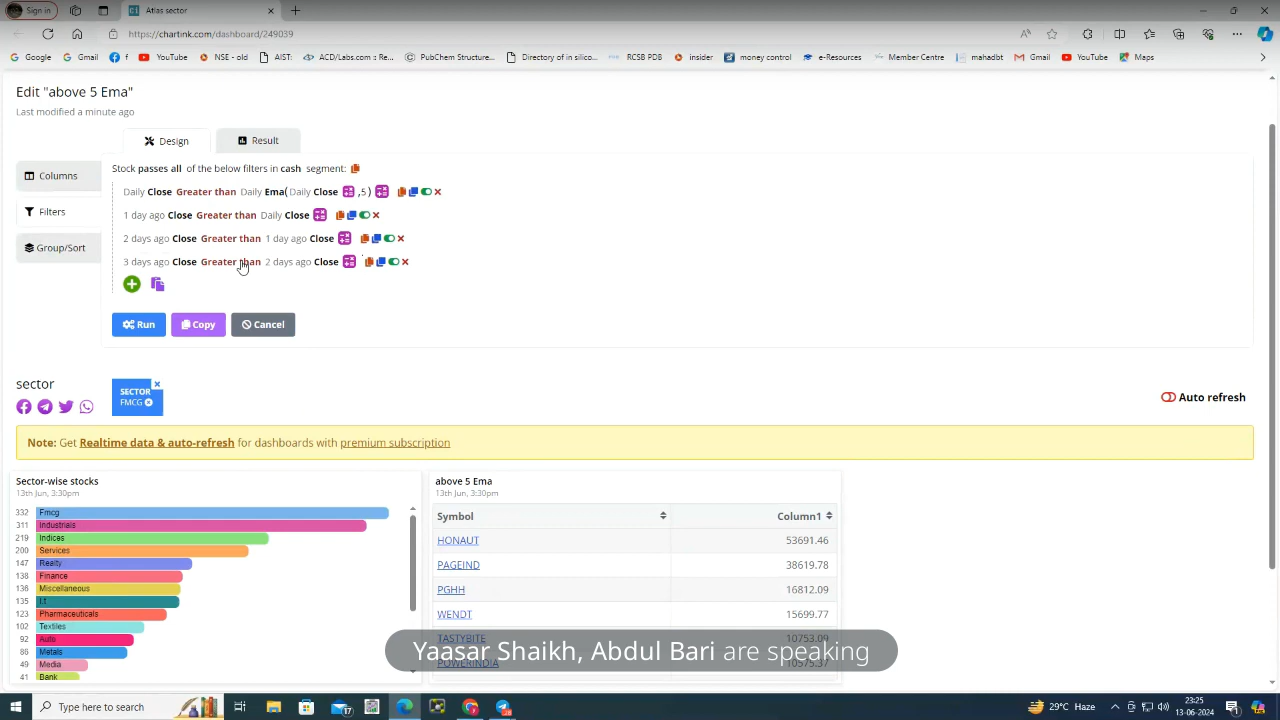 Sign in
Atlas sector
https://chartink.com/dashboard/249039
Google Gmail f YouTube NSE - old AIST: ACD/Labs.com... Re... PubChem Structure... Directory of in silico... RCSB PDB insider money control e-Resources Member Centre mahadbt Gmail YouTube Maps
Edit "above 5 Ema"
Last modified a minute ago
Design Result
Columns
Filters
Group/Sort
Stock passes all of the below filters in cash segment:
Daily Close Greater than Daily Ema( Daily Close ,5 )
1 day ago Close Greater than Daily Close
2 days ago Close Greater than 1 day ago Close
3 days ago Close Greater than 2 days ago Close
Run Copy Cancel
sector
SECTOR
FMCG
Auto refresh
Note: Get Realtime data & auto-refresh for dashboards with premium subscription
Sector-wise stocks
13th Jun, 3:30pm
332 Fmcg
311 Industrials
219 Indices
200 Services
147 Realty
138 Finance
136 Miscellaneous
135 I.t
123 Pharmaceuticals
102 Textiles
92 Auto
86 Metals
49 Media
41 Bank
above 5 Ema
13th Jun, 3:30pm
Symbol Column1
HONAUT 53691.46
PAGEIND 38619.78
PGHH 16812.09
WENDT 15699.77
TASTYBITE 10753.09
POWERINDIA 10575.37
Yaasar Shaikh, Abdul Bari are speaking
Type here to search
17
29°C Haze
23:25
13-06-2024